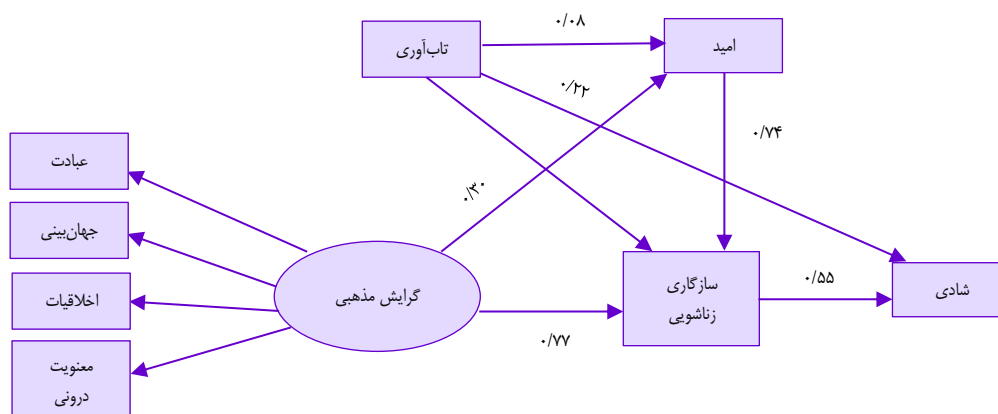 ۰/۰۸
تاب‌آوری
امید
۰/۲۲
۰/۷۴
عبادت
۰/۳۰
جهان‌بینی
گرایش مذهبی
سازگاری
زناشویی
۰/۵۵
شادی
اخلاقیات
۰/۷۷
معنویت
درونی